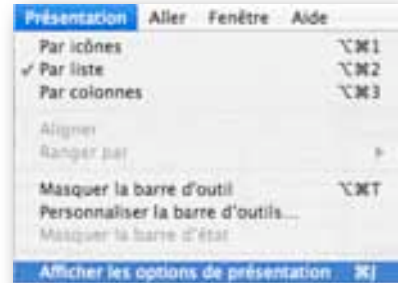 Présentation Aller Fenêtre Aide
Par icônes ⌥⌘1
✓ Par liste ⌥⌘2
Par colonnes ⌥⌘3
Aligner
Ranger par ▶
Masquer la barre d'outil ⌥⌘T
Personnaliser la barre d'outils...
Masquer la barre d'état
Afficher les options de présentation ⌘J